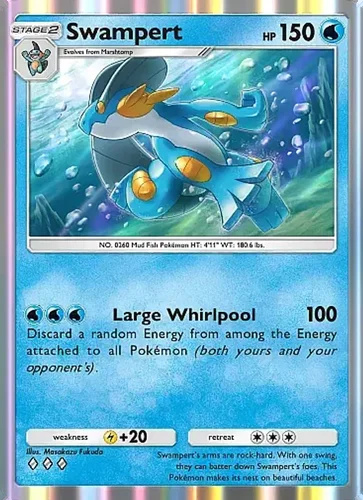 STAGE2 Swampert HP 150
Evolves from Marshtomp
NO. 0260 Mud Fish Pokémon HT: 4'11" WT: 180.6 lbs.
Large Whirlpool 100
Discard a random Energy from among the Energy
attached to all Pokémon (both yours and your
opponent's).
weakness +20 retreat
Illus. Masakazu Fukuda
Swampert's arms are rock-hard. With one swing,
they can batter down Swampert's foes. This
Pokémon makes its nest on beautiful beaches.